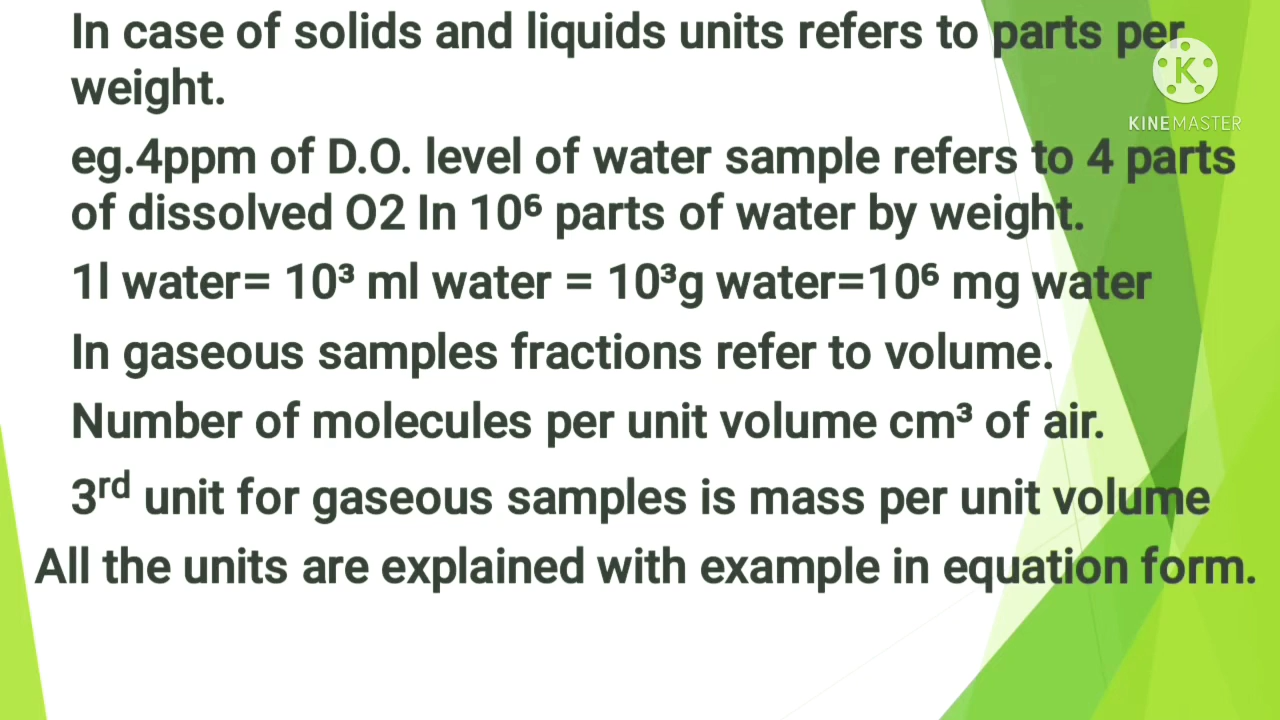 In case of solids and liquids units refers to parts per
weight.
KINEMASTER
eg.4ppm of D.O. level of water sample refers to 4 parts
of dissolved O2 In 10⁶ parts of water by weight.
1l water= 10³ ml water = 10³g water=10⁶ mg water
In gaseous samples fractions refer to volume.
Number of molecules per unit volume cm³ of air.
3ʳᵈ unit for gaseous samples is mass per unit volume
All the units are explained with example in equation form.